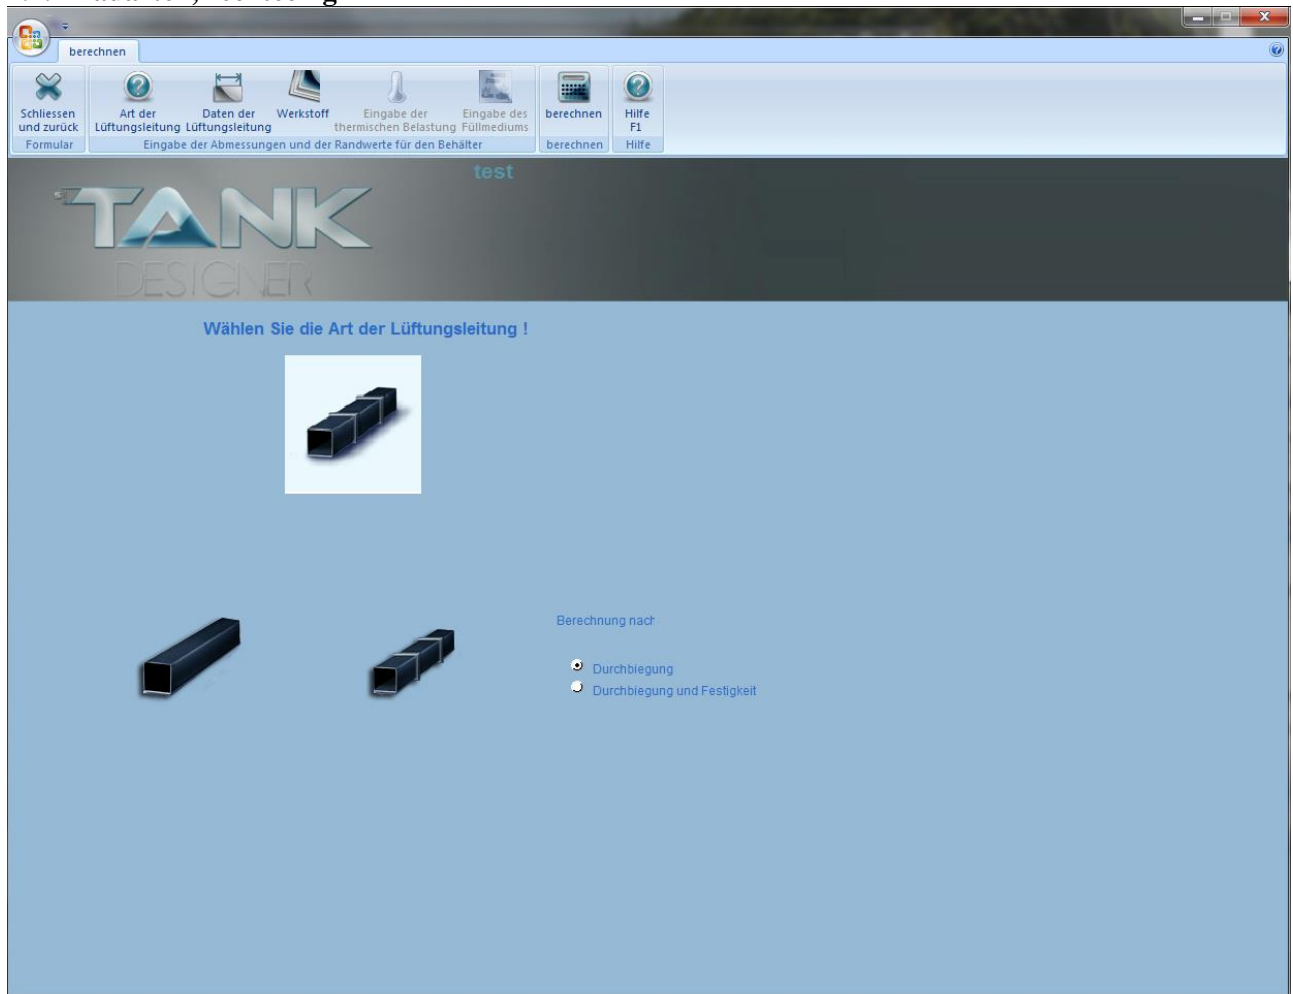 berechnen
Schliessen
und zurück
Art der
Lüftungsleitung
Daten der
Lüftungsleitung
Werkstoff
Eingabe der
thermischen Belastung
Eingabe des
Füllmediums
berechnen
Hilfe
F1
Formular
Eingabe der Abmessungen und der Randwerte für den Behälter
berechnen
Hilfe
test
TANK
DESIGNER
Wählen Sie die Art der Lüftungsleitung !
Berechnung nach
Durchbiegung
Durchbiegung und Festigkeit